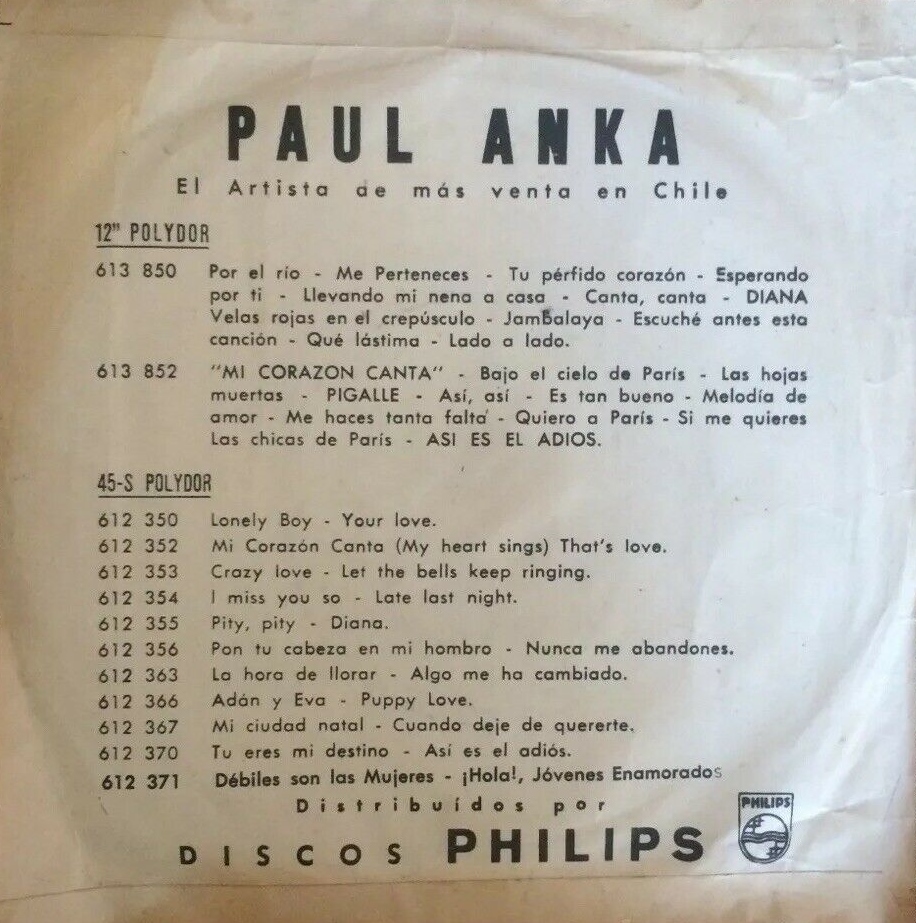 PAUL ANKA
El Artista de más venta en Chile
12" POLYDOR
613 850 Por el río - Me Perteneces - Tu pérfido corazón - Esperando
por ti - Llevando mi nena a casa - Canta, canta - DIANA
Velas rojas en el crepúsculo - Jambalaya - Escuché antes esta
canción - Qué lástima - Lado a lado.
613 852 "MI CORAZON CANTA" - Bajo el cielo de París - Las hojas
muertas - PIGALLE - Así, así - Es tan bueno - Melodía de
amor - Me haces tanta falta - Quiero a París - Si me quieres
Las chicas de París - ASI ES EL ADIOS.
45-S POLYDOR
612 350 Lonely Boy - Your love.
612 352 Mi Corazón Canta (My heart sings) That's love.
612 353 Crazy love - Let the bells keep ringing.
612 354 I miss you so - Late last night.
612 355 Pity, pity - Diana.
612 356 Pon tu cabeza en mi hombro - Nunca me abandones.
612 363 La hora de llorar - Algo me ha cambiado.
612 366 Adán y Eva - Puppy Love.
612 367 Mi ciudad natal - Cuando deje de quererte.
612 370 Tu eres mi destino - Así es el adiós.
612 371 Débiles son las Mujeres - ¡Hola!, Jóvenes Enamorados
Distribuídos por
DISCOS PHILIPS
PHILIPS